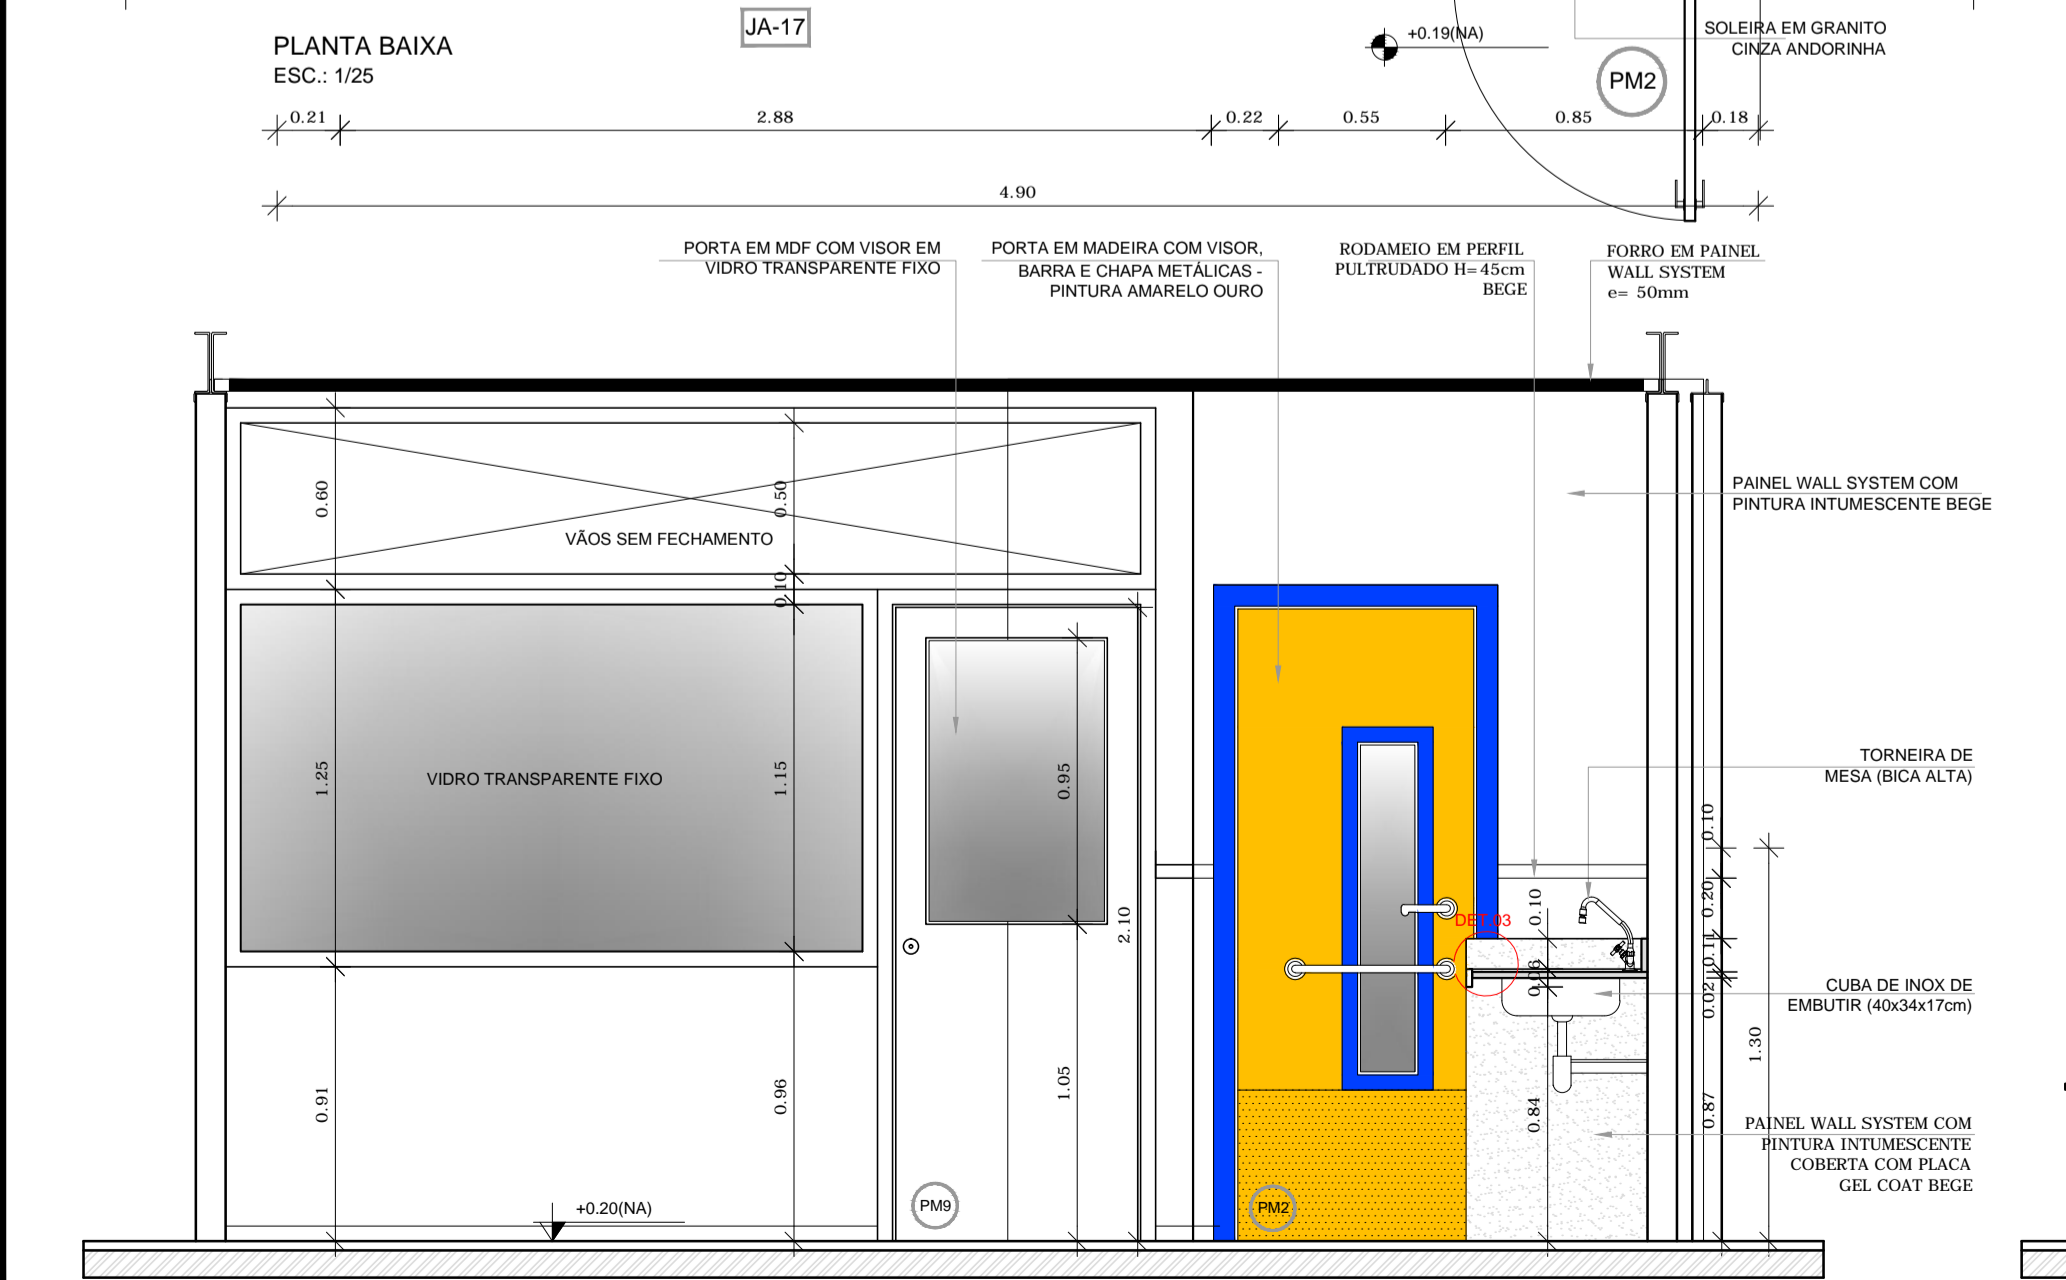 JA-17
PLANTA BAIXA
ESC.: 1/25
+0.19(NA)
SOLEIRA EM GRANITO
CINZA ANDORINHA
PM2
0.21
2.88
0.22
0.55
0.85
0.18
4.90
PORTA EM MDF COM VISOR EM
VIDRO TRANSPARENTE FIXO
PORTA EM MADEIRA COM VISOR,
BARRA E CHAPA METÁLICAS -
PINTURA AMARELO OURO
RODAMEIO EM PERFIL
PULTRUDADO H=45cm
BEGE
FORRO EM PAINEL
WALL SYSTEM
e= 50mm
0.60
0.50
VÃOS SEM FECHAMENTO
0.10
PAINEL WALL SYSTEM COM
PINTURA INTUMESCENTE BEGE
1.25
VIDRO TRANSPARENTE FIXO
1.15
0.95
2.10
TORNEIRA DE
MESA (BICA ALTA)
0.10
0.20
0.10
DET.03
0.11
0.06
0.02
CUBA DE INOX DE
EMBUTIR (40x34x17cm)
1.30
0.91
0.96
1.05
0.84
0.87
PAINEL WALL SYSTEM COM
PINTURA INTUMESCENTE
COBERTA COM PLACA
GEL COAT BEGE
+0.20(NA)
PM9
PM2